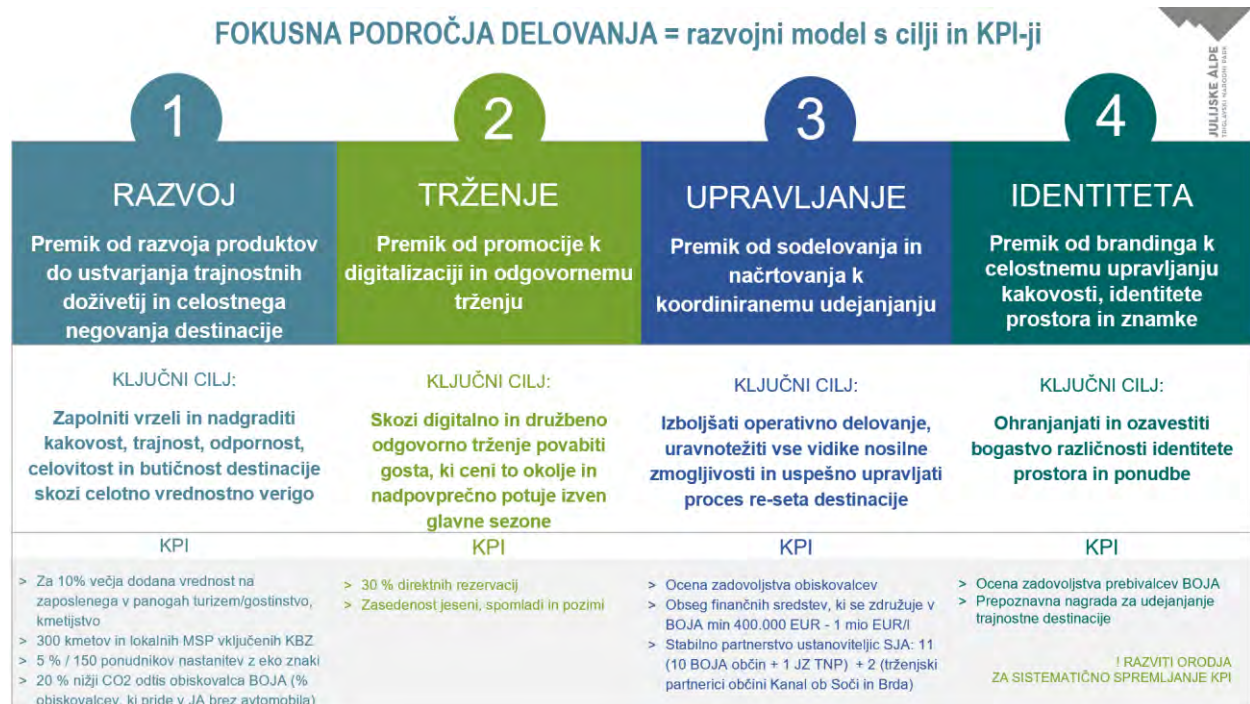 FOKUSNA PODROČJA DELOVANJA = razvojni model s cilji in KPI-ji
JULIJSKE ALPE
TRIGLAVSKI NARODNI PARK
1
RAZVOJ
Premik od razvoja produktov
do ustvarjanja trajnostnih
doživetij in celostnega
negovanja destinacije
KLJUČNI CILJ:
Zapolniti vrzeli in nadgraditi
kakovost, trajnost, odpornost,
celovitost in butičnost destinacije
skozi celotno vrednostno verigo
KPI
> Za 10% večja dodana vrednost na
zaposlenega v panogah turizem/gostinstvo,
kmetijstvo
> 300 kmetov in lokalnih MSP vključenih KBZ
> 5 % / 150 ponudnikov nastanitev z eko znaki
> 20 % nižji CO2 odtis obiskovalca BOJA (%
obiskovalcev, ki pride v JA brez avtomobila)
2
TRŽENJE
Premik od promocije k
digitalizaciji in odgovornemu
trženju
KLJUČNI CILJ:
Skozi digitalno in družbeno
odgovorno trženje povabiti
gosta, ki ceni to okolje in
nadpovprečno potuje izven
glavne sezone
KPI
> 30 % direktnih rezervacij
> Zasedenost jeseni, spomladi in pozimi
3
UPRAVLJANJE
Premik od sodelovanja in
načrtovanja k
koordiniranemu udejanjanju
KLJUČNI CILJ:
Izboljšati operativno delovanje,
uravnotežiti vse vidike nosilne
zmogljivosti in uspešno upravljati
proces re-seta destinacije
KPI
> Ocena zadovoljstva obiskovalcev
> Obseg finančnih sredstev, ki se združuje v
BOJA min 400.000 EUR - 1 mio EUR/l
> Stabilno partnerstvo ustanoviteljic SJA: 11
(10 BOJA občin + 1 JZ TNP) + 2 (trženjski
partnerici občini Kanal ob Soči in Brda)
4
IDENTITETA
Premik od brandinga k
celostnemu upravljanju
kakovosti, identitete
prostora in znamke
KLJUČNI CILJ:
Ohranjanjati in ozavestiti
bogastvo različnosti identitete
prostora in ponudbe
KPI
> Ocena zadovoljstva prebivalcev BOJA
> Prepoznavna nagrada za udejanjanje
trajnostne destinacije
! RAZVITI ORODJA
ZA SISTEMATIČNO SPREMLJANJE KPI